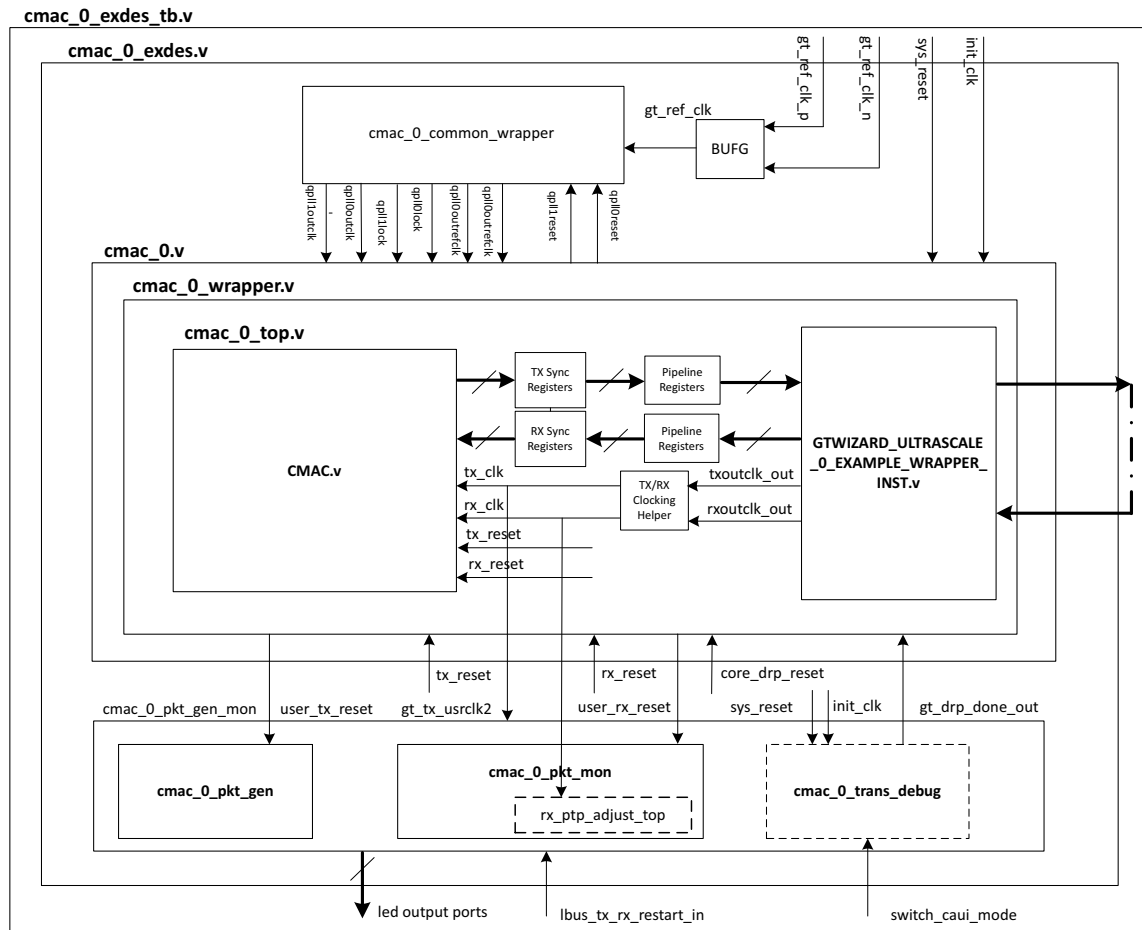 cmac_0_exdes_tb.v
cmac_0_exdes.v
gt_ref_clk_p
gt_ref_clk_n
sys_reset
init_clk
cmac_0_common_wrapper
gt_ref_clk
BUFG
qpll1outclk
-
qpll0outclk
qpll1lock
qpll0lock
qpll0outrefclk
qpll0outrefclk
qpll1reset
qpll0reset
cmac_0.v
cmac_0_wrapper.v
cmac_0_top.v
CMAC.v
TX Sync
Registers
Pipeline
Registers
RX Sync
Registers
Pipeline
Registers
GTWIZARD_ULTRASCALE
_0_EXAMPLE_WRAPPER_
INST.v
tx_clk
TX/RX
Clocking
Helper
txoutclk_out
rx_clk
rxoutclk_out
tx_reset
rx_reset
tx_reset
rx_reset
core_drp_reset
cmac_0_pkt_gen_mon
user_tx_reset
gt_tx_usrclk2
user_rx_reset
sys_reset
init_clk
gt_drp_done_out
cmac_0_pkt_gen
cmac_0_pkt_mon
rx_ptp_adjust_top
cmac_0_trans_debug
led output ports
lbus_tx_rx_restart_in
switch_caui_mode